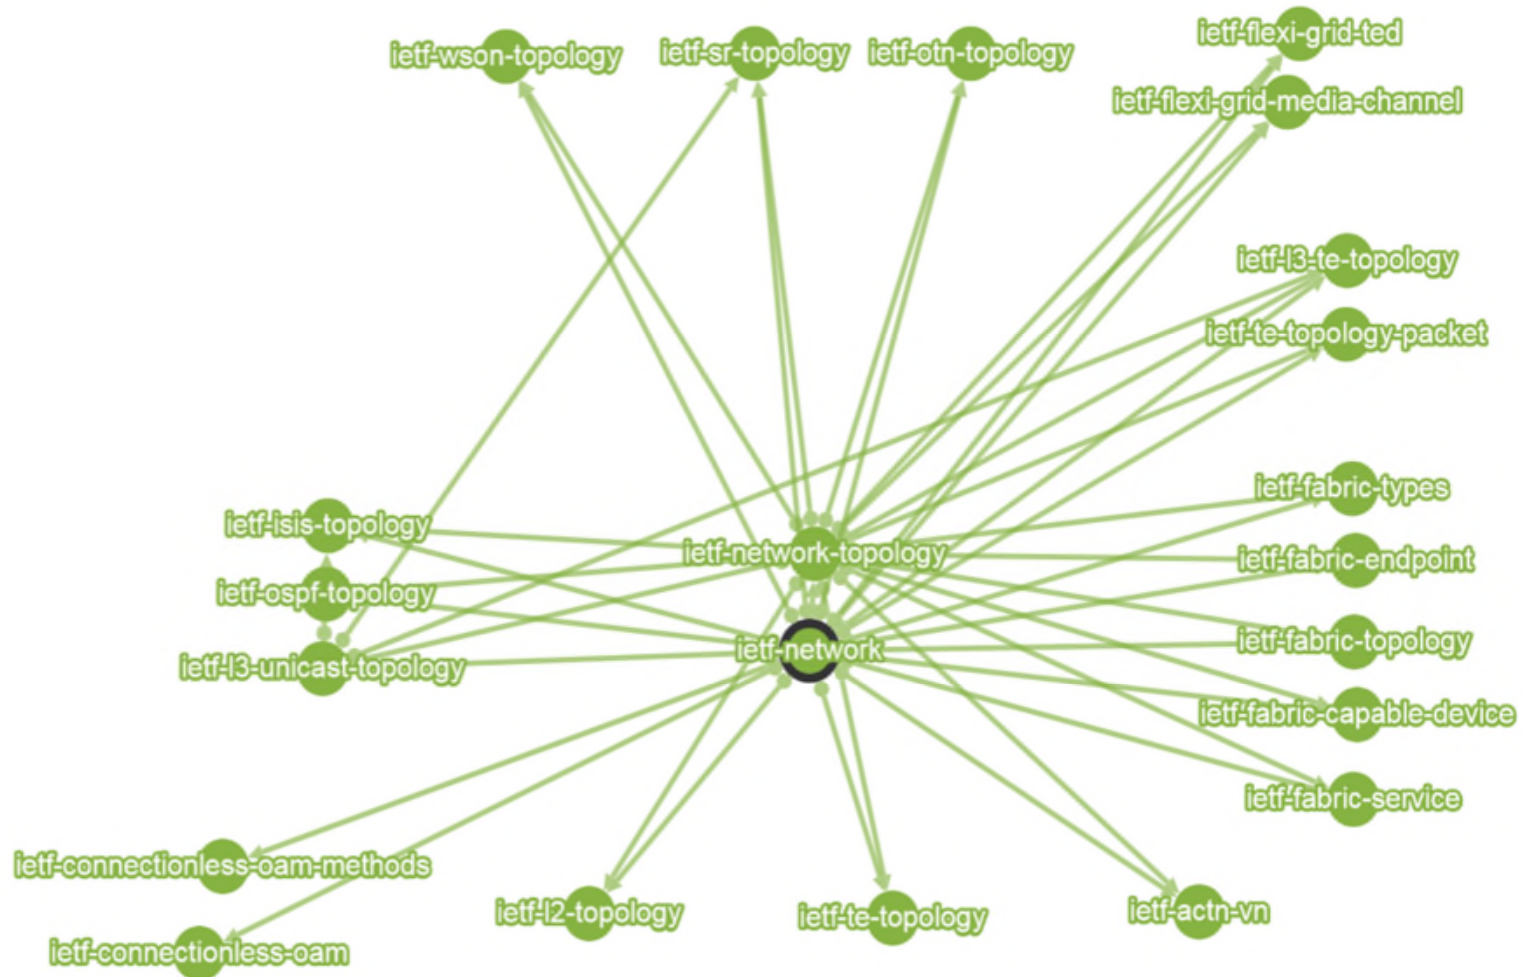 ietf-flexi-grid-ted
ietf-wson-topology
ietf-sr-topology
ietf-otn-topology
ietf-flexi-grid-media-channel
ietf-l3-te-topology
ietf-te-topology-packet
ietf-fabric-types
ietf-isis-topology
ietf-network-topology
ietf-fabric-endpoint
ietf-ospf-topology
ietf-fabric-topology
ietf-network
ietf-l3-unicast-topology
ietf-fabric-capable-device
ietf-fabric-service
ietf-connectionless-oam-methods
ietf-l2-topology
ietf-te-topology
ietf-actn-vn
ietf-connectionless-oam